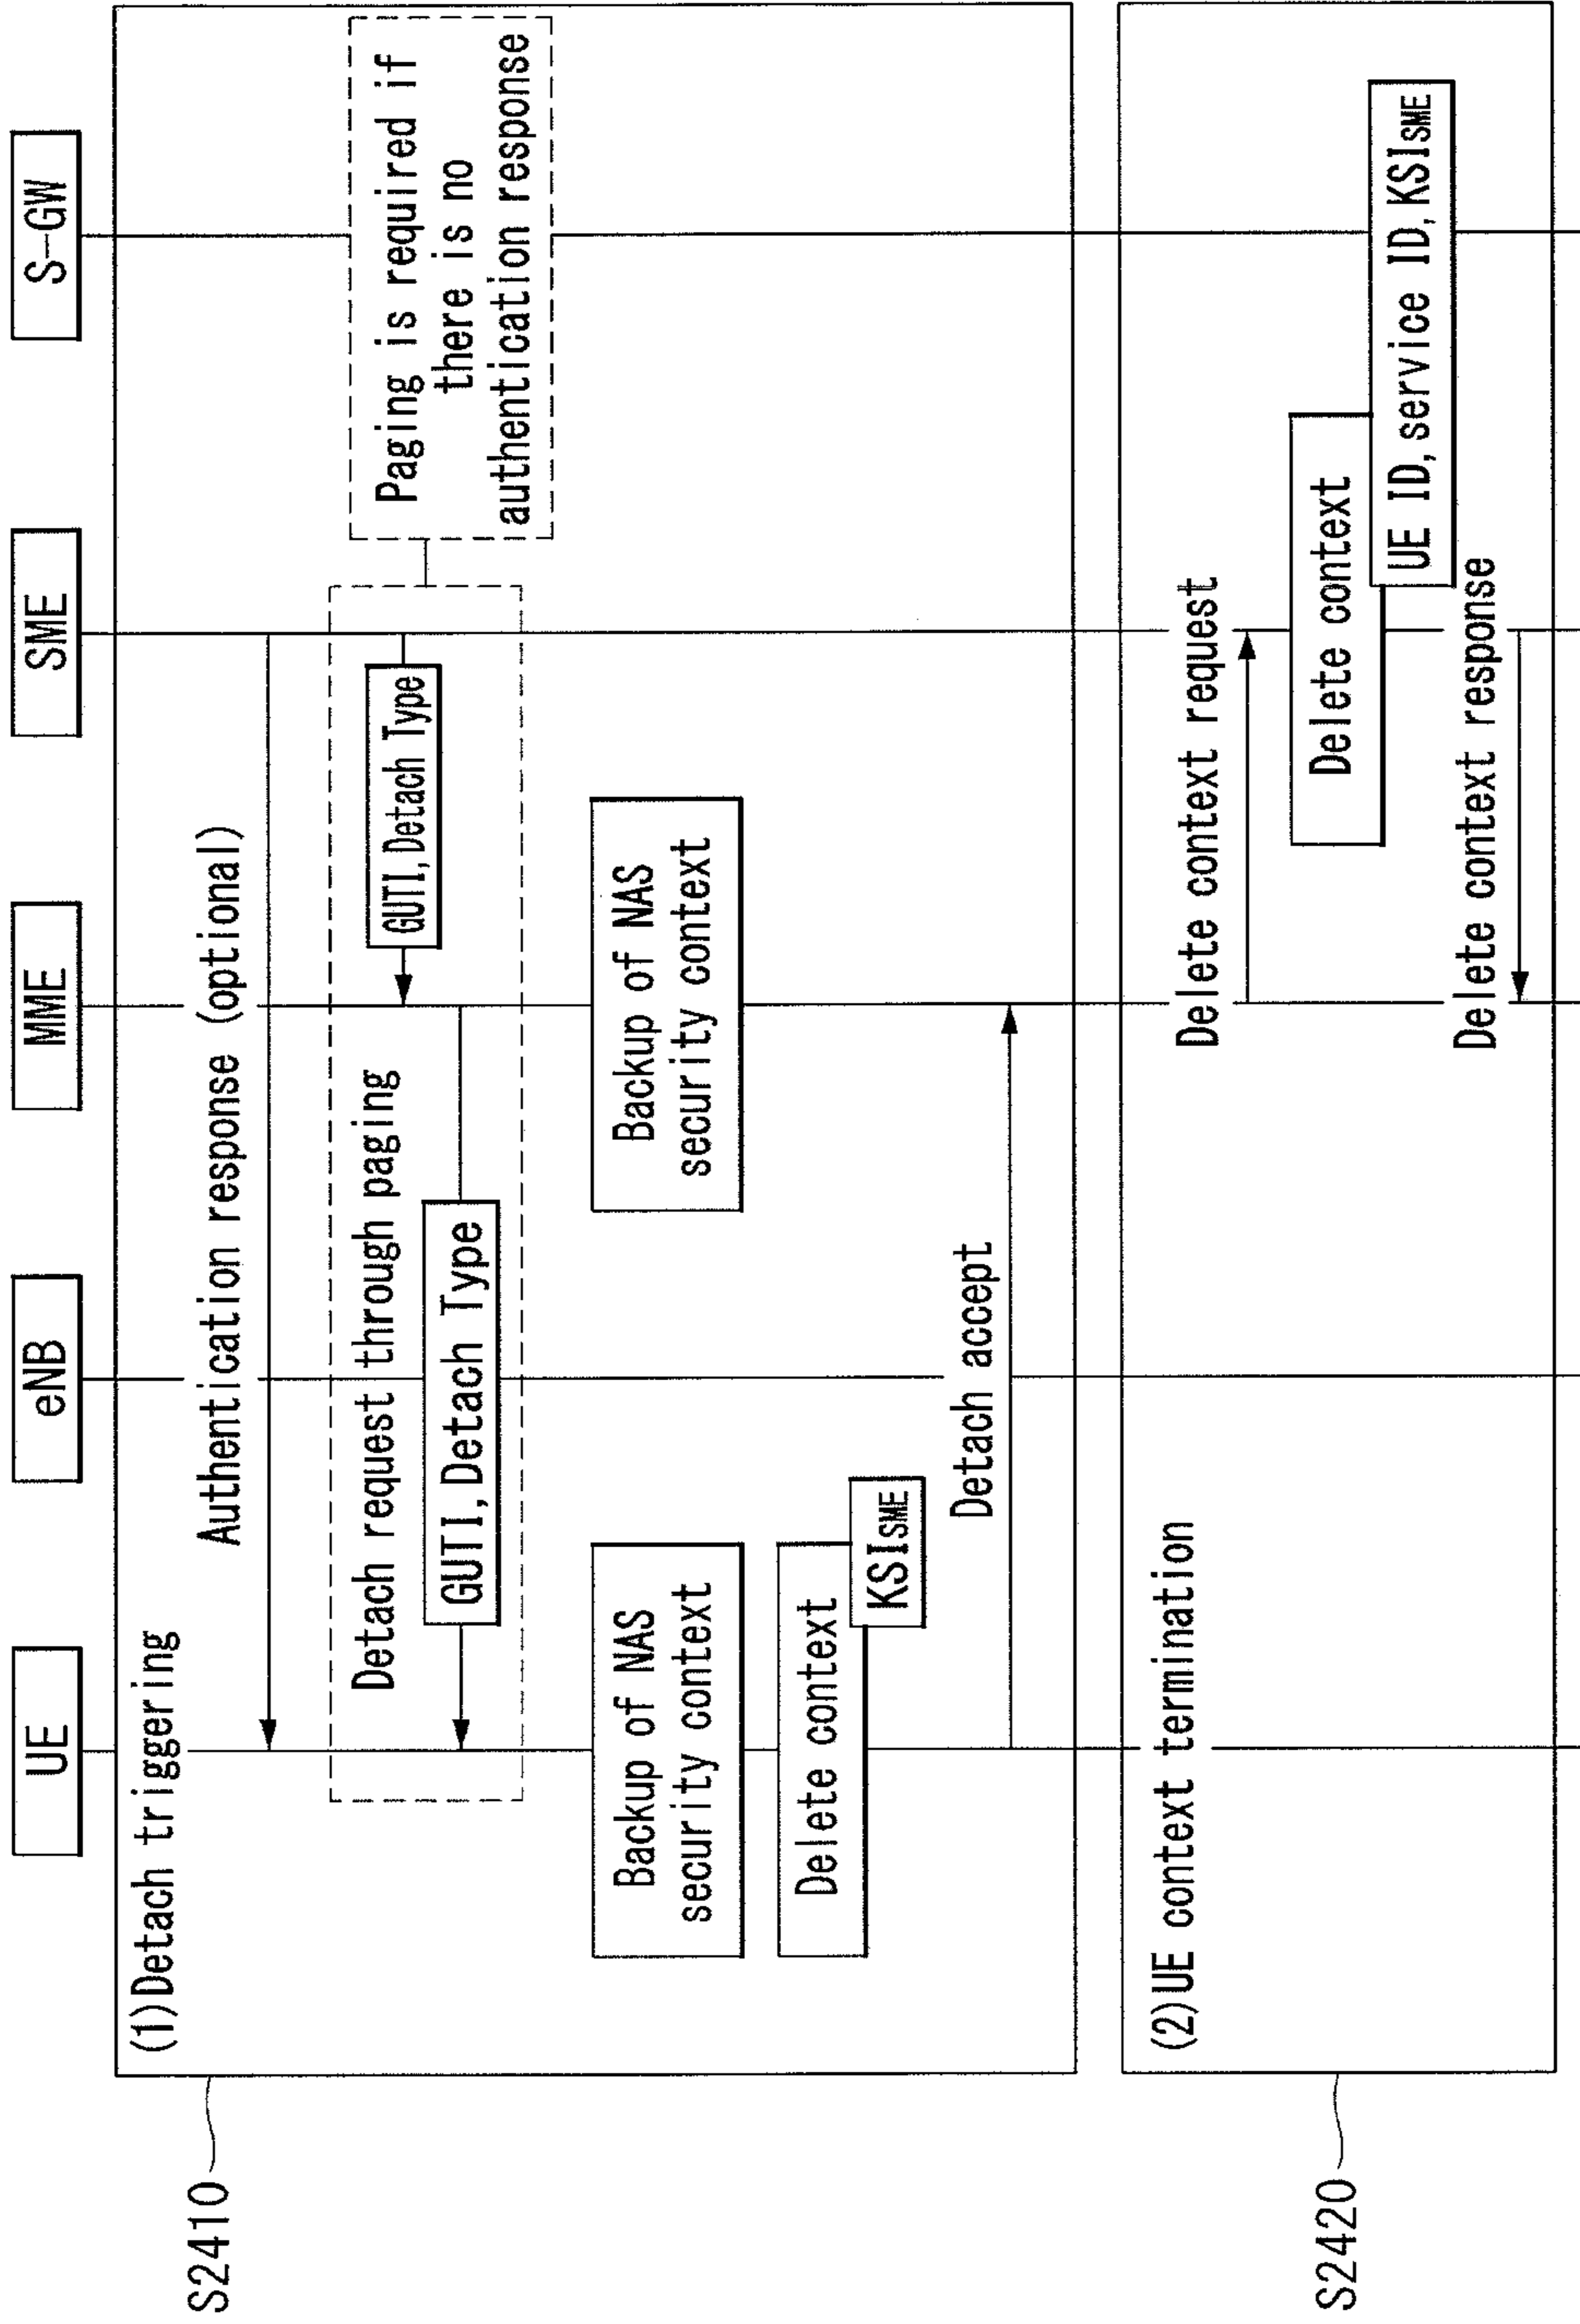 UE
eNB
MME
SME
S-GW
S2410
(1)Detach triggering
Authentication response (optional)
Detach request through paging
GUTI,Detach Type
GUTI,Detach Type
Paging is required if
there is no
authentication response
Backup of NAS
security context
Backup of NAS
security context
Delete context
KSISME
Detach accept
S2420
(2)UE context termination
Delete context request
Delete context
UE ID,service ID,KSISME
Delete context response